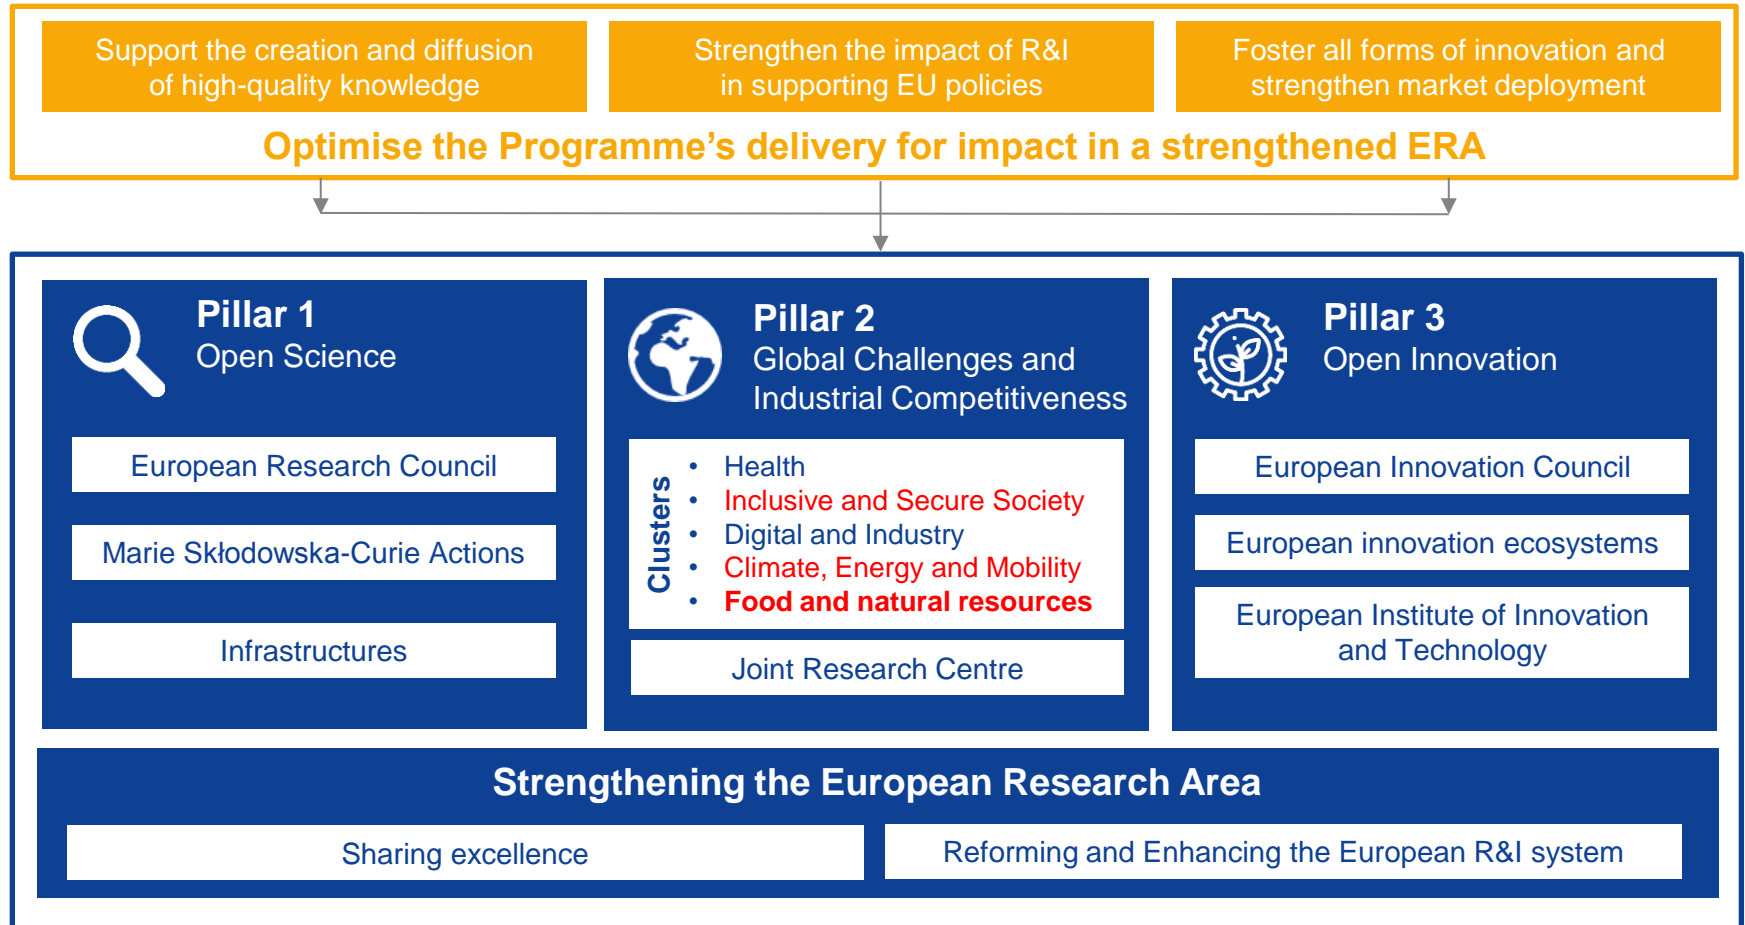 Support the creation and diffusion
of high-quality knowledge
Strengthen the impact of R&I
in supporting EU policies
Foster all forms of innovation and
strengthen market deployment
Optimise the Programme’s delivery for impact in a strengthened ERA
Pillar 1
Open Science
European Research Council
Marie Skłodowska-Curie Actions
Infrastructures
Pillar 2
Global Challenges and
Industrial Competitiveness
Clusters
• Health
• Inclusive and Secure Society
• Digital and Industry
• Climate, Energy and Mobility
• Food and natural resources
Joint Research Centre
Pillar 3
Open Innovation
European Innovation Council
European innovation ecosystems
European Institute of Innovation
and Technology
Strengthening the European Research Area
Sharing excellence
Reforming and Enhancing the European R&I system